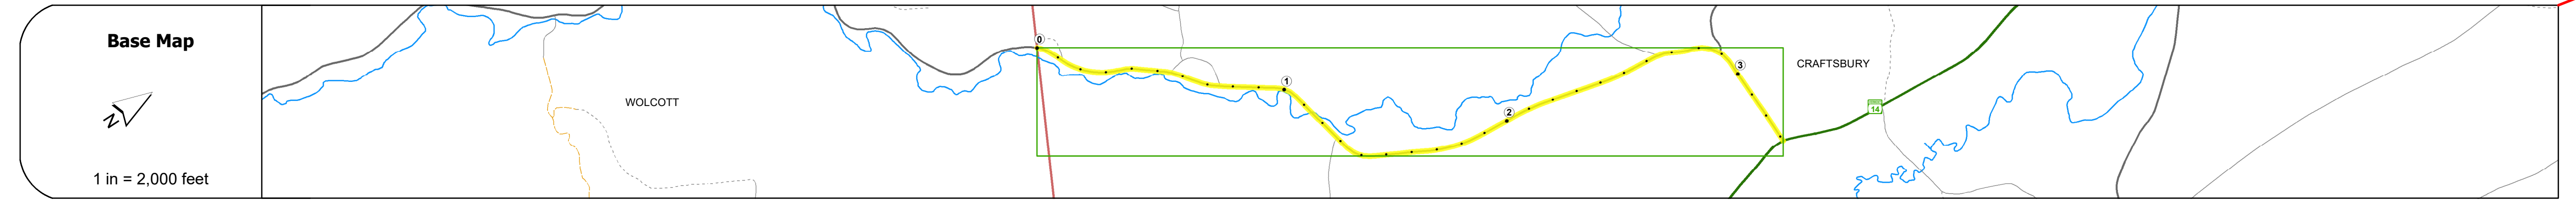 Base Map
N
1 in = 2,000 feet
WOLCOTT
0
1
2
3
CRAFTSBURY
14